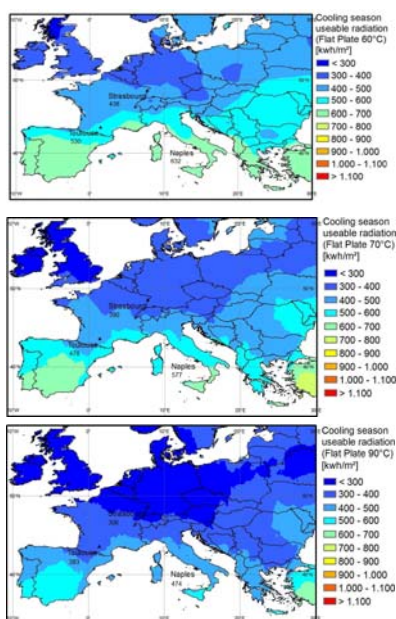 Cooling season
useable radiation
(Flat Plate 60°C)
[kwh/m²]
< 300
300 - 400
400 - 500
500 - 600
600 - 700
700 - 800
800 - 900
900 - 1.000
1.000 - 1.100
> 1.100
Strasbourg
438
Toulouse
530
Naples
632
Cooling season
useable radiation
(Flat Plate 70°C)
[kwh/m²]
< 300
300 - 400
400 - 500
500 - 600
600 - 700
700 - 800
800 - 900
900 - 1.000
1.000 - 1.100
> 1.100
Strasbourg
Toulouse
Naples
577
Cooling season
useable radiation
(Flat Plate 90°C)
[kwh/m²]
< 300
300 - 400
400 - 500
500 - 600
600 - 700
700 - 800
800 - 900
900 - 1.000
1.000 - 1.100
> 1.100
Toulouse
Naples
474